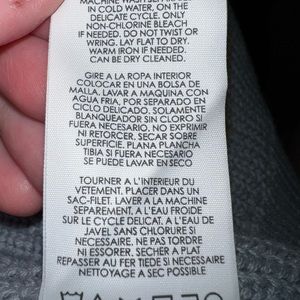 IN COLD WATER, ON THE
DELICATE CYCLE. ONLY
NON-CHLORINE BLEACH
IF NEEDED. DO NOT TWIST OR
WRING. LAY FLAT TO DRY.
WARM IRON IF NEEDED.
CAN BE DRY CLEANED.
GIRE A LA ROPA INTERIOR
COLOCAR EN UNA BOLSA DE
MALLA. LAVAR A MAQUINA CON
AGUA FRIA, POR SEPARADO EN
CICLO DELICADO. SOLAMENTE
BLANQUEADOR SIN CLORO SI
FUERA NECESARIO. NO EXPRIMIR
NI RETORCER. SECAR SOBRE
SUPERFICIE. PLANA PLANCHA
TIBIA SI FUERA NECESARIO
SE PUEDE LAVAR EN SECO
TOURNER A L'INTERIEUR DU
VETEMENT. PLACER DANS UN
SAC-FILET. LAVER A LA MACHINE
SEPAREMENT. A L'EAU FROIDE
SUR LE CYCLE DELICAT. A L'EAU DE
JAVEL SANS CHLORURE SI
NECESSAIRE. NE PAS TORDRE
NI ESSORER. SECHER A PLAT
REPASSER AU FER TIEDE SI NECESSAIRE
NETTOYAGE A SEC POSSIBLE